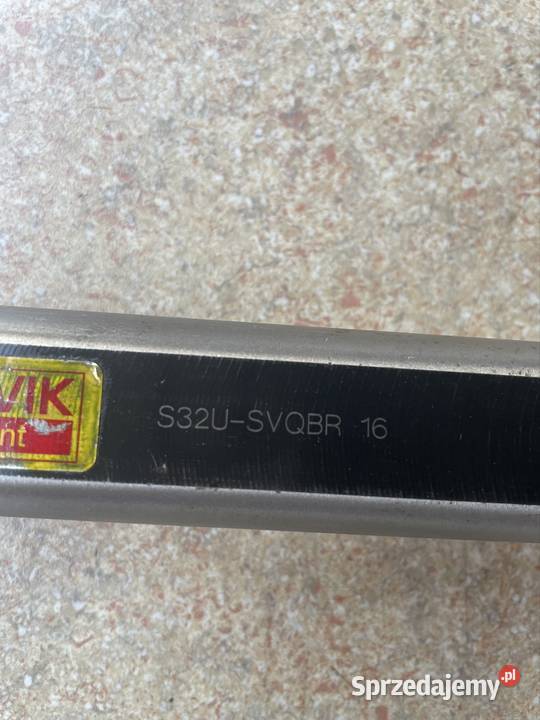 VIK
nt
S32U-SVQBR 16
Sprzedajemy.pl